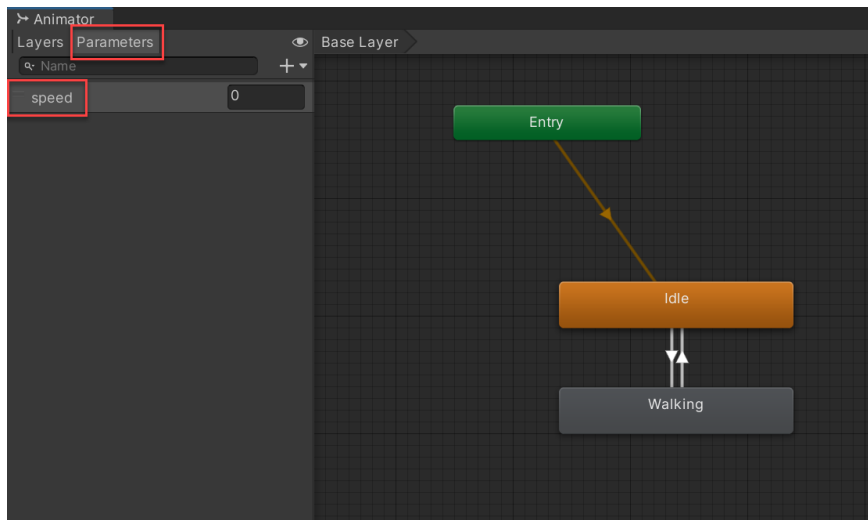 Animator
Layers Parameters Base Layer
Name
speed 0
Entry
Idle
Walking